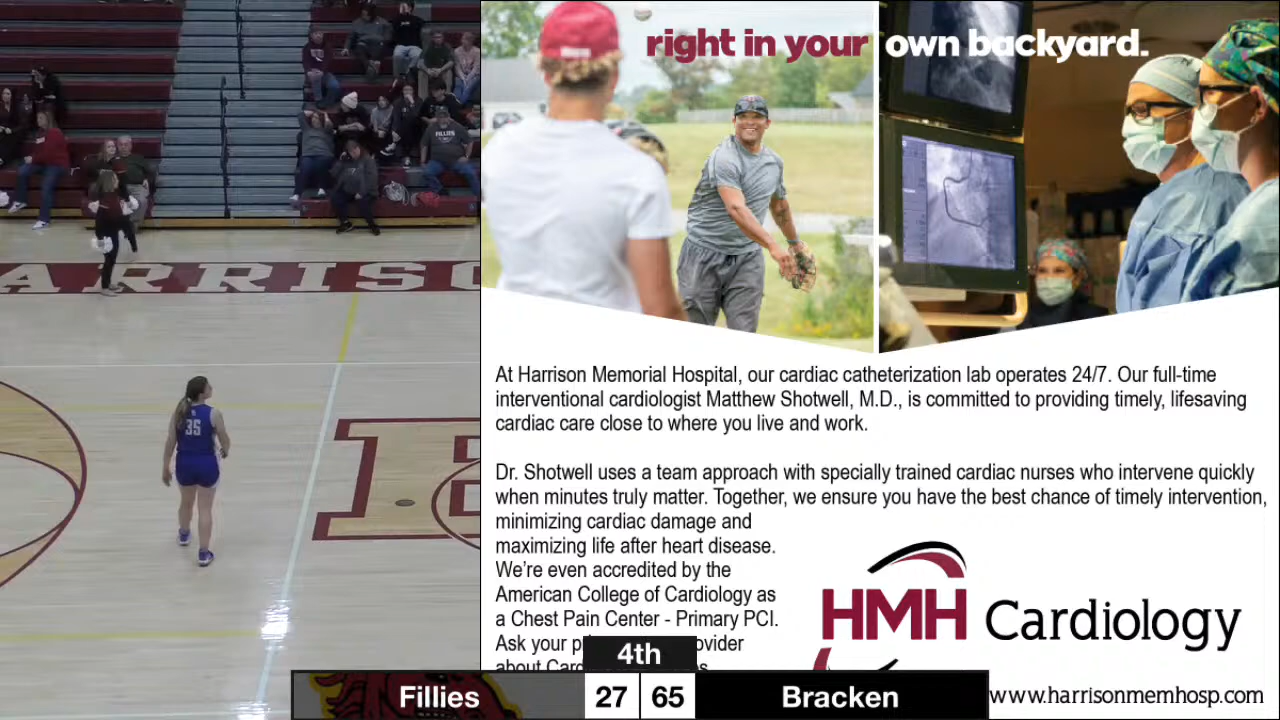 right in your own backyard.
FILLIES
ARRISO
35
At Harrison Memorial Hospital, our cardiac catheterization lab operates 24/7. Our full-time
interventional cardiologist Matthew Shotwell, M.D., is committed to providing timely, lifesaving
cardiac care close to where you live and work.
Dr. Shotwell uses a team approach with specially trained cardiac nurses who intervene quickly
when minutes truly matter. Together, we ensure you have the best chance of timely intervention,
minimizing cardiac damage and
maximizing life after heart disease.
We're even accredited by the
American College of Cardiology as
a Chest Pain Center - Primary PCI.
Ask your
about
HMH Cardiology
4th
Fillies 27 65 Bracken
www.harrisonmemhosp.com